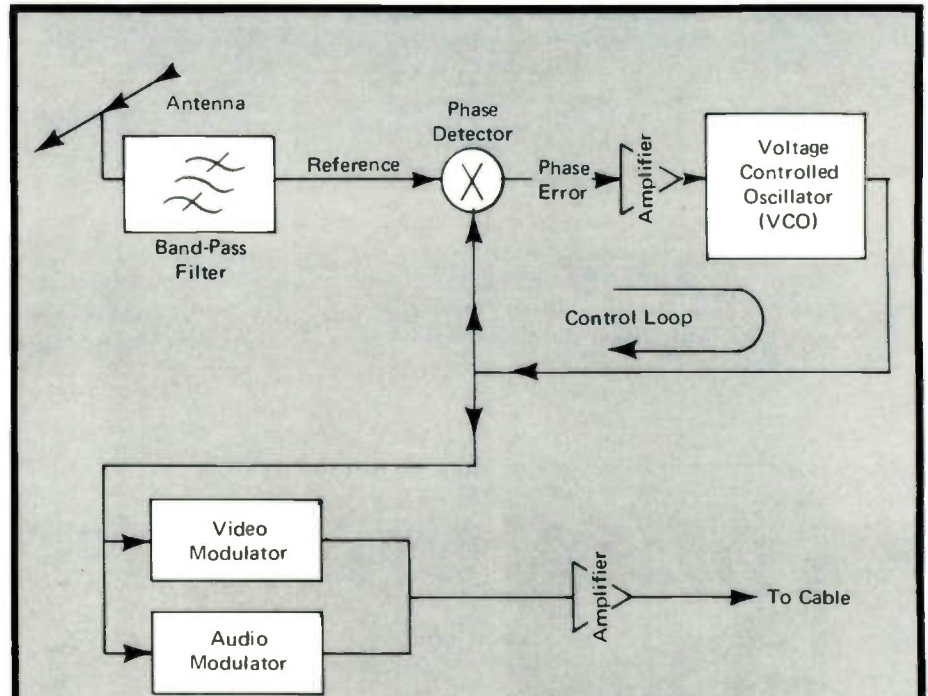 Antenna
Band-Pass
Filter
Reference
Phase
Detector
X
Phase
Error
Amplifier
Voltage
Controlled
Oscillator
(VCO)
Control Loop
Video
Modulator
Audio
Modulator
Amplifier
To Cable